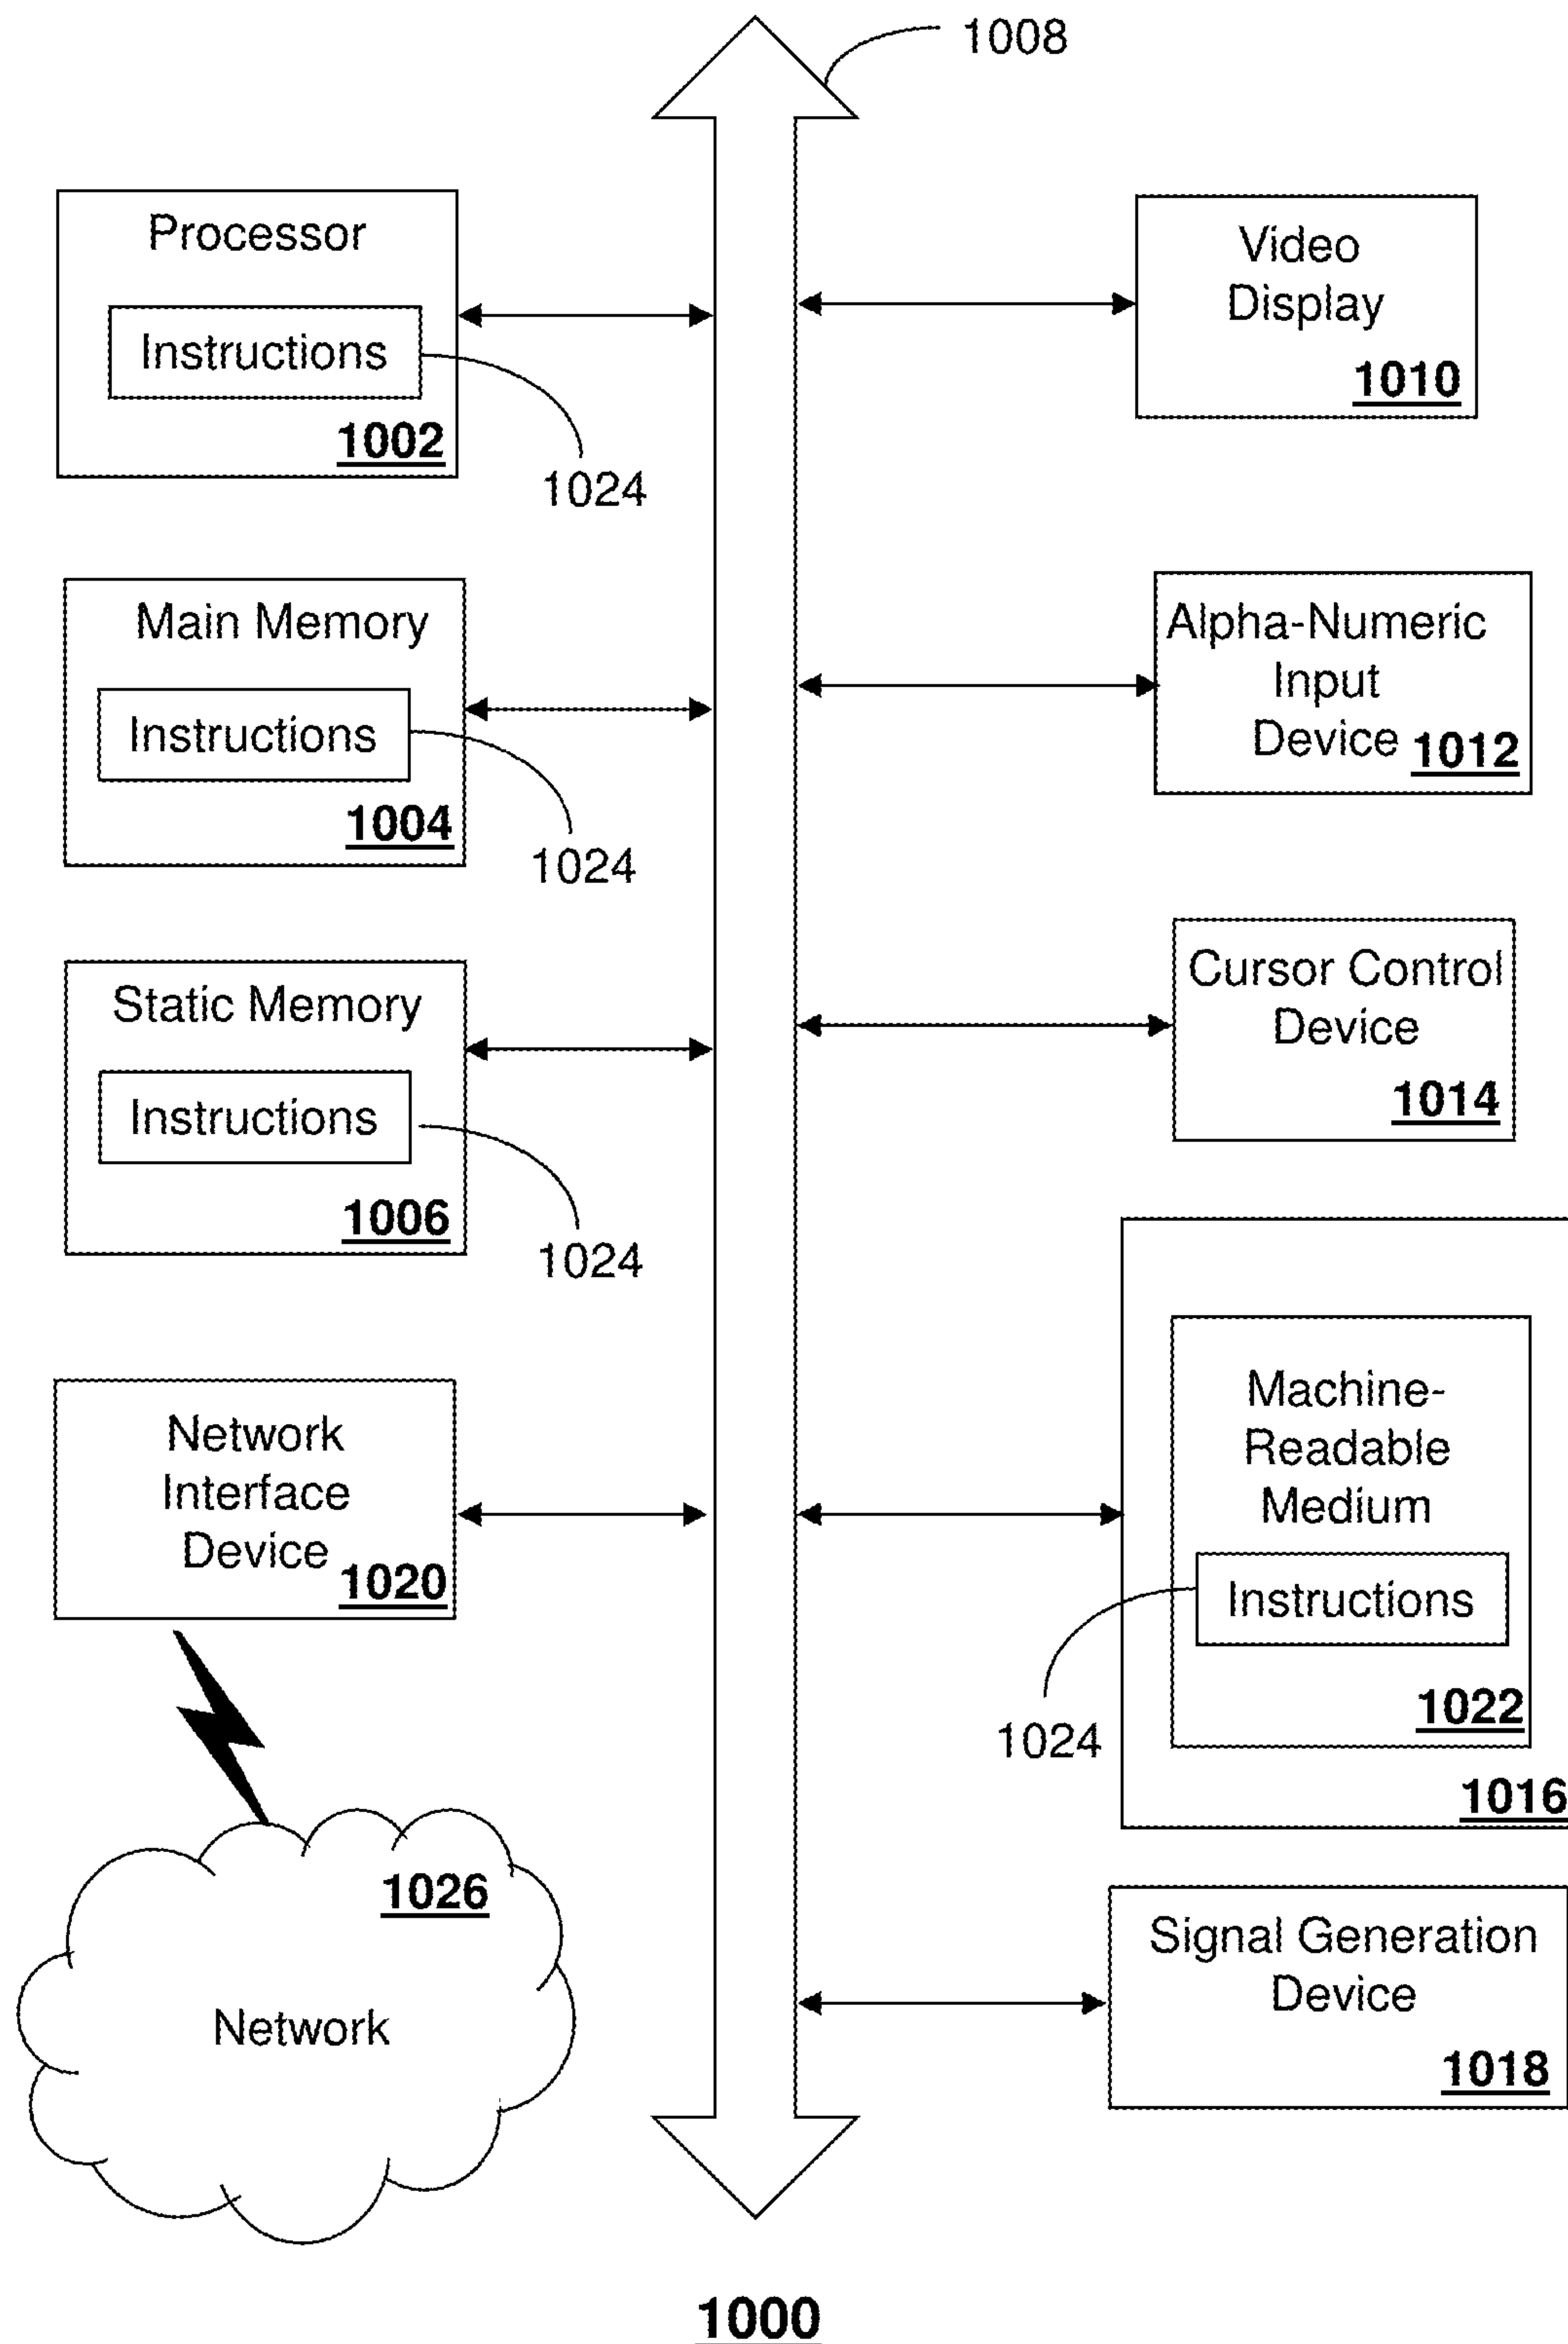 1008
Processor
Instructions
1002
1024
Video
Display
1010
Main Memory
Instructions
1004
1024
Alpha-Numeric
Input
Device 1012
Static Memory
Instructions
1006
1024
Cursor Control
Device
1014
Network
Interface
Device 1020
Machine-
Readable
Medium
Instructions
1022
1024
1016
1026
Network
Signal Generation
Device
1018
1000